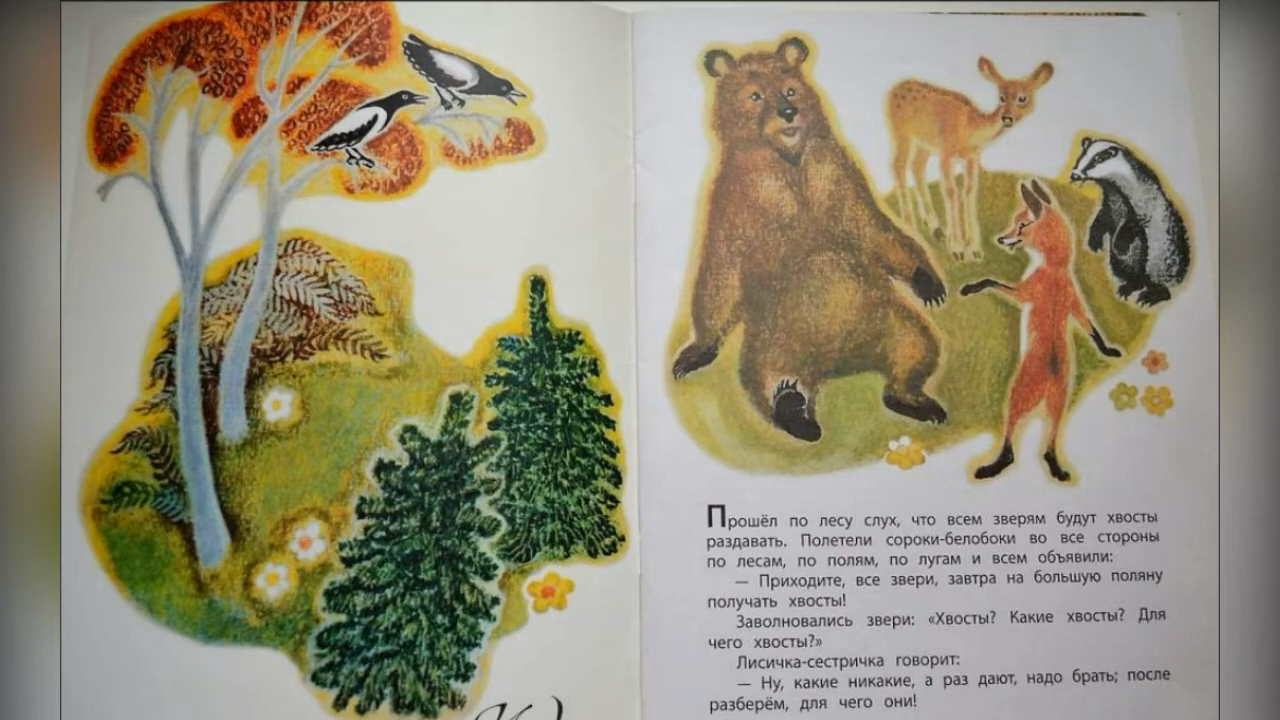 Прошёл по лесу слух, что всем зверям будут хвосты
раздавать. Полетели сороки-белобоки во все стороны
по лесам, по полям, по лугам и всем объявили:
— Приходите, все звери, завтра на большую поляну
получать хвосты!
Заволновались звери: «Хвосты? Какие хвосты? Для
чего хвосты?»
Лисичка-сестричка говорит:
— Ну, какие никакие, а раз дают, надо брать; после
разберём, для чего они!